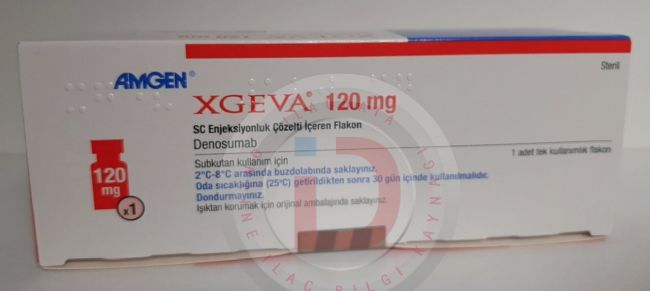 AMGEN®
Steril
XGEVA® 120 mg
SC Enjeksiyonluk Çözelti İçeren Flakon
Denosumab
1 adet tek kullanımlık flakon
Subkutan kullanım için
2°C-8°C arasında buzdolabında saklayınız.
Oda sıcaklığına (25°C) getirildikten sonra 30 gün içinde kullanılmalıdır.
Dondurmayınız.
Işıktan korumak için orijinal ambalajında saklayınız.
120
mg
x1